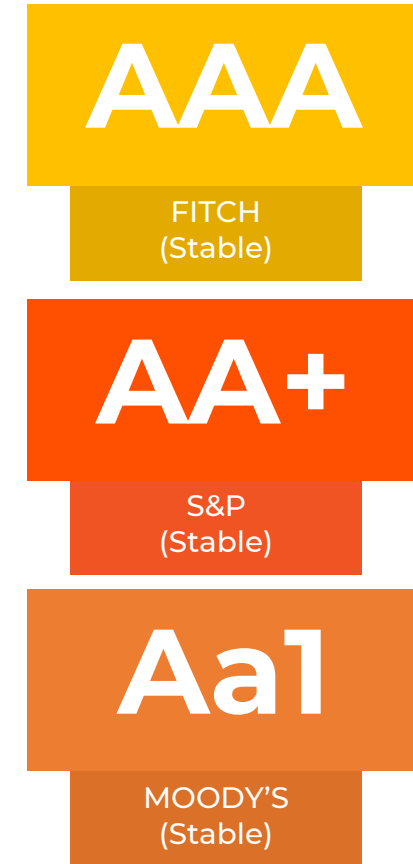 AAA
FITCH
(Stable)
AA+
S&P
(Stable)
Aa1
MOODY’S
(Stable)